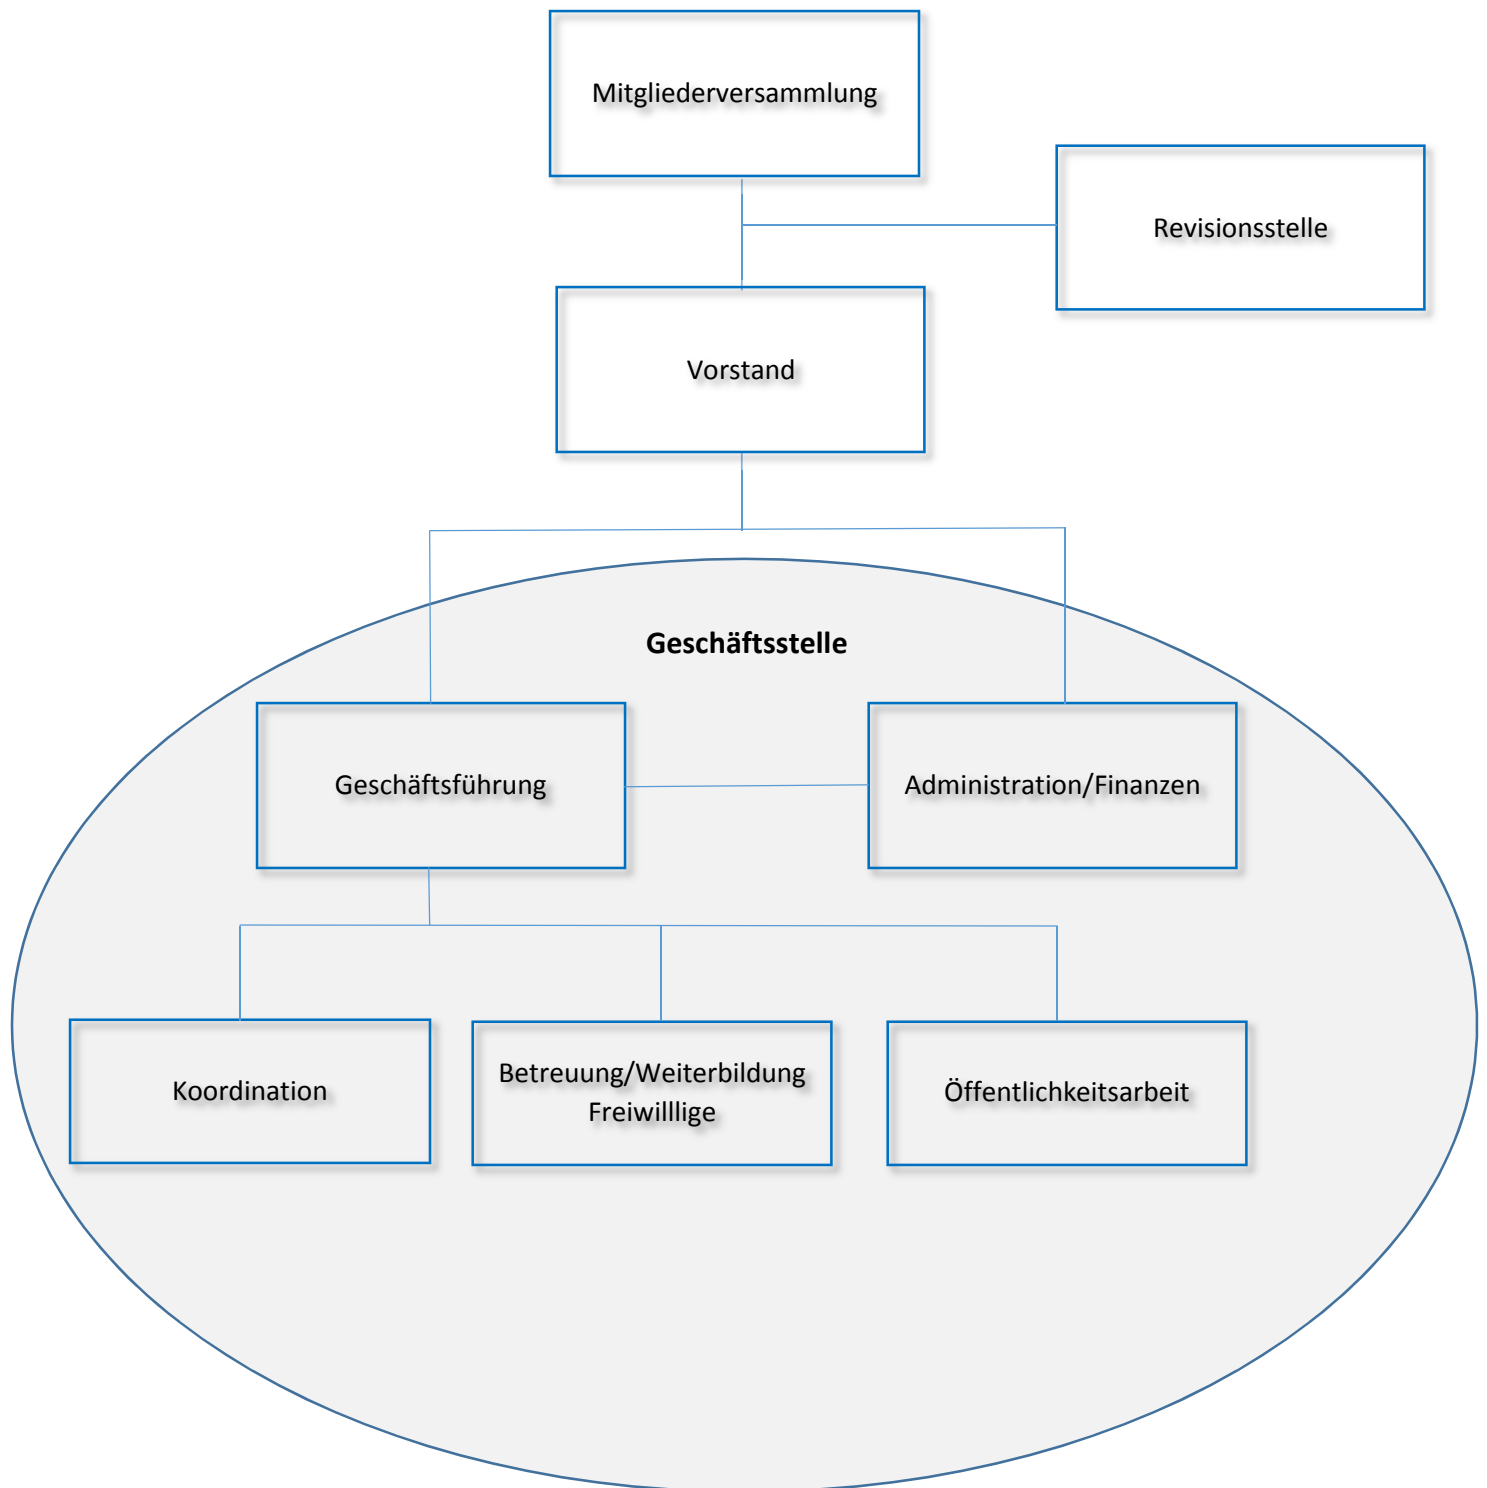 Mitgliederversammlung
Revisionsstelle
Vorstand
Geschäftsstelle
Geschäftsführung
Administration/Finanzen
Koordination
Betreuung/Weiterbildung
Freiwilllige
Öffentlichkeitsarbeit